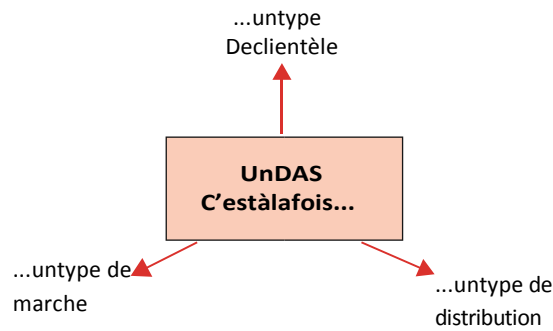 ...untype
Declientèle
UnDAS
C'estàlafois...
...untype de
marche
...untype de
distribution